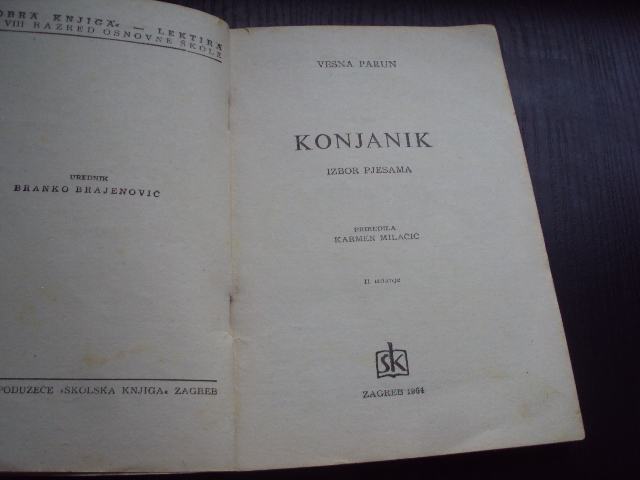 OBRA KNJIGA« — LEKTIRA
VIII RAZRED OSNOVNE ŠKOLE
UREDNIK
BRANKO BRAJENOVIĆ
PODUZEĆE »ŠKOLSKA KNJIGA« ZAGREB
VESNA PARUN
KONJANIK
IZBOR PJESAMA
PRIREDILA
KARMEN MILAČIĆ
II izdanje
šk
ZAGREB 1964